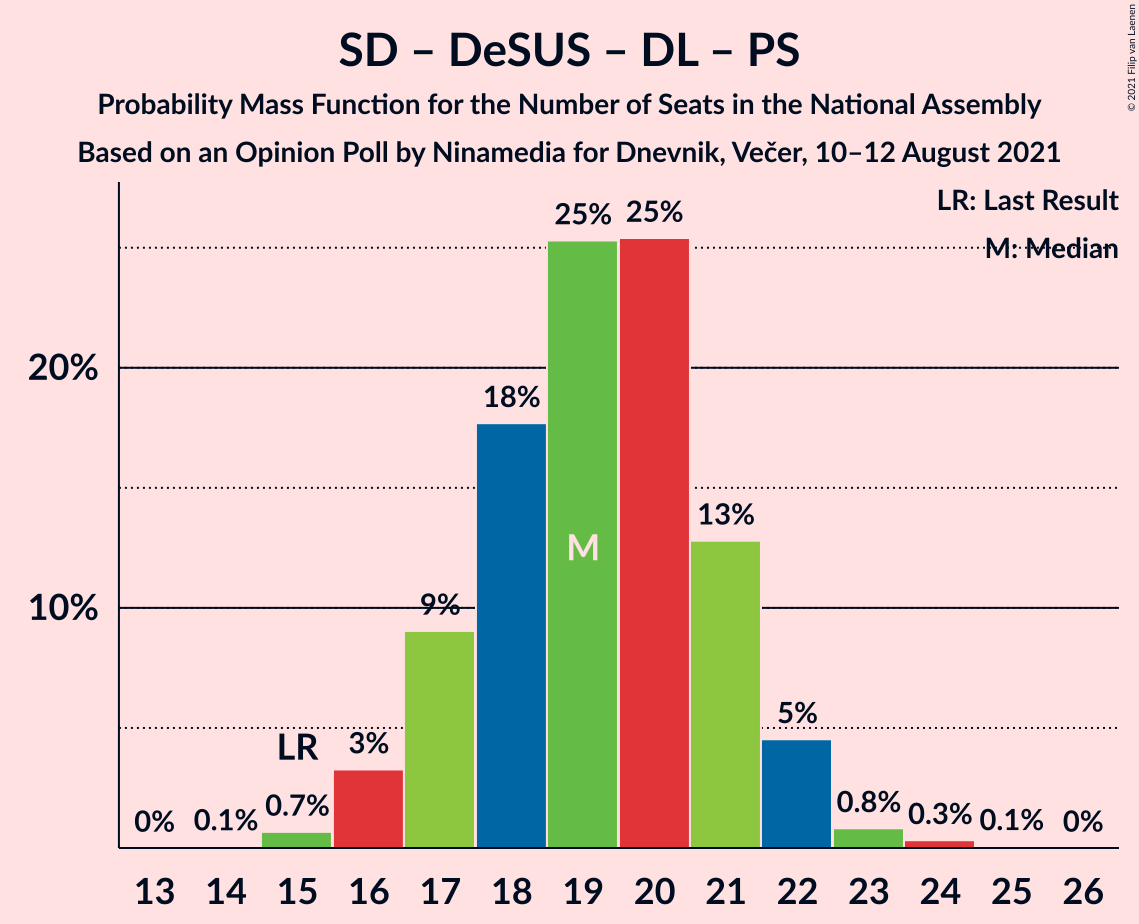 SD – DeSUS – DL – PS
Probability Mass Function for the Number of Seats in the National Assembly
Based on an Opinion Poll by Ninamedia for Dnevnik, Večer, 10–12 August 2021
© 2021 Filip van Laenen
LR: Last Result
M: Median
20%
10%
0% 0.1% 0.7% 3% 9% 18% 25% 25% 13% 5% 0.8% 0.3% 0.1% 0%
LR
M
13 14 15 16 17 18 19 20 21 22 23 24 25 26